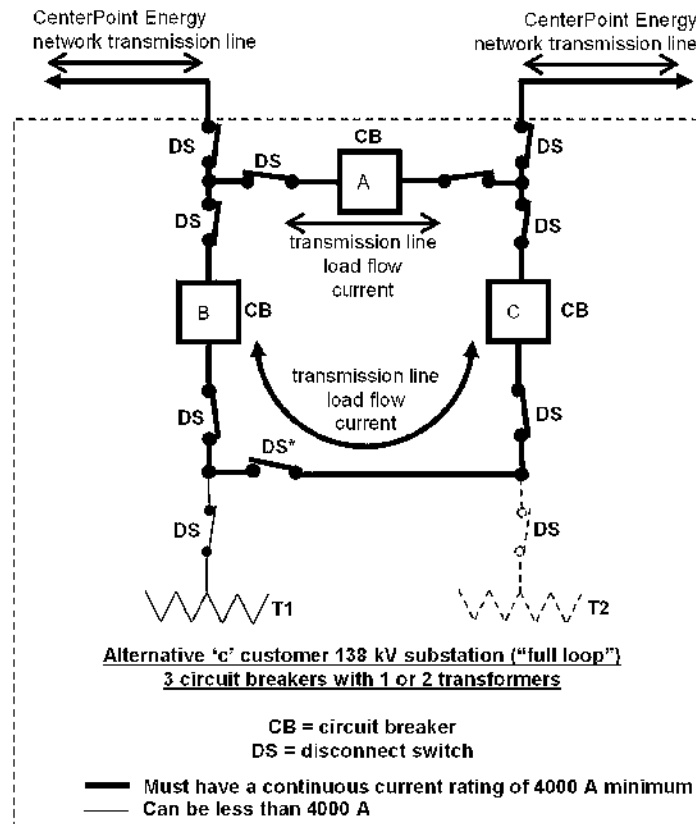 CenterPoint Energy
network transmission line
CenterPoint Energy
network transmission line
DS
DS
CB
A
DS
DS
DS
transmission line
load flow
current
B
CB
C
CB
transmission line
load flow
current
DS
DS
DS*
DS
DS
T1
T2
Alternative 'c' customer 138 kV substation ("full loop")
3 circuit breakers with 1 or 2 transformers
CB = circuit breaker
DS = disconnect switch
Must have a continuous current rating of 4000 A minimum
Can be less than 4000 A